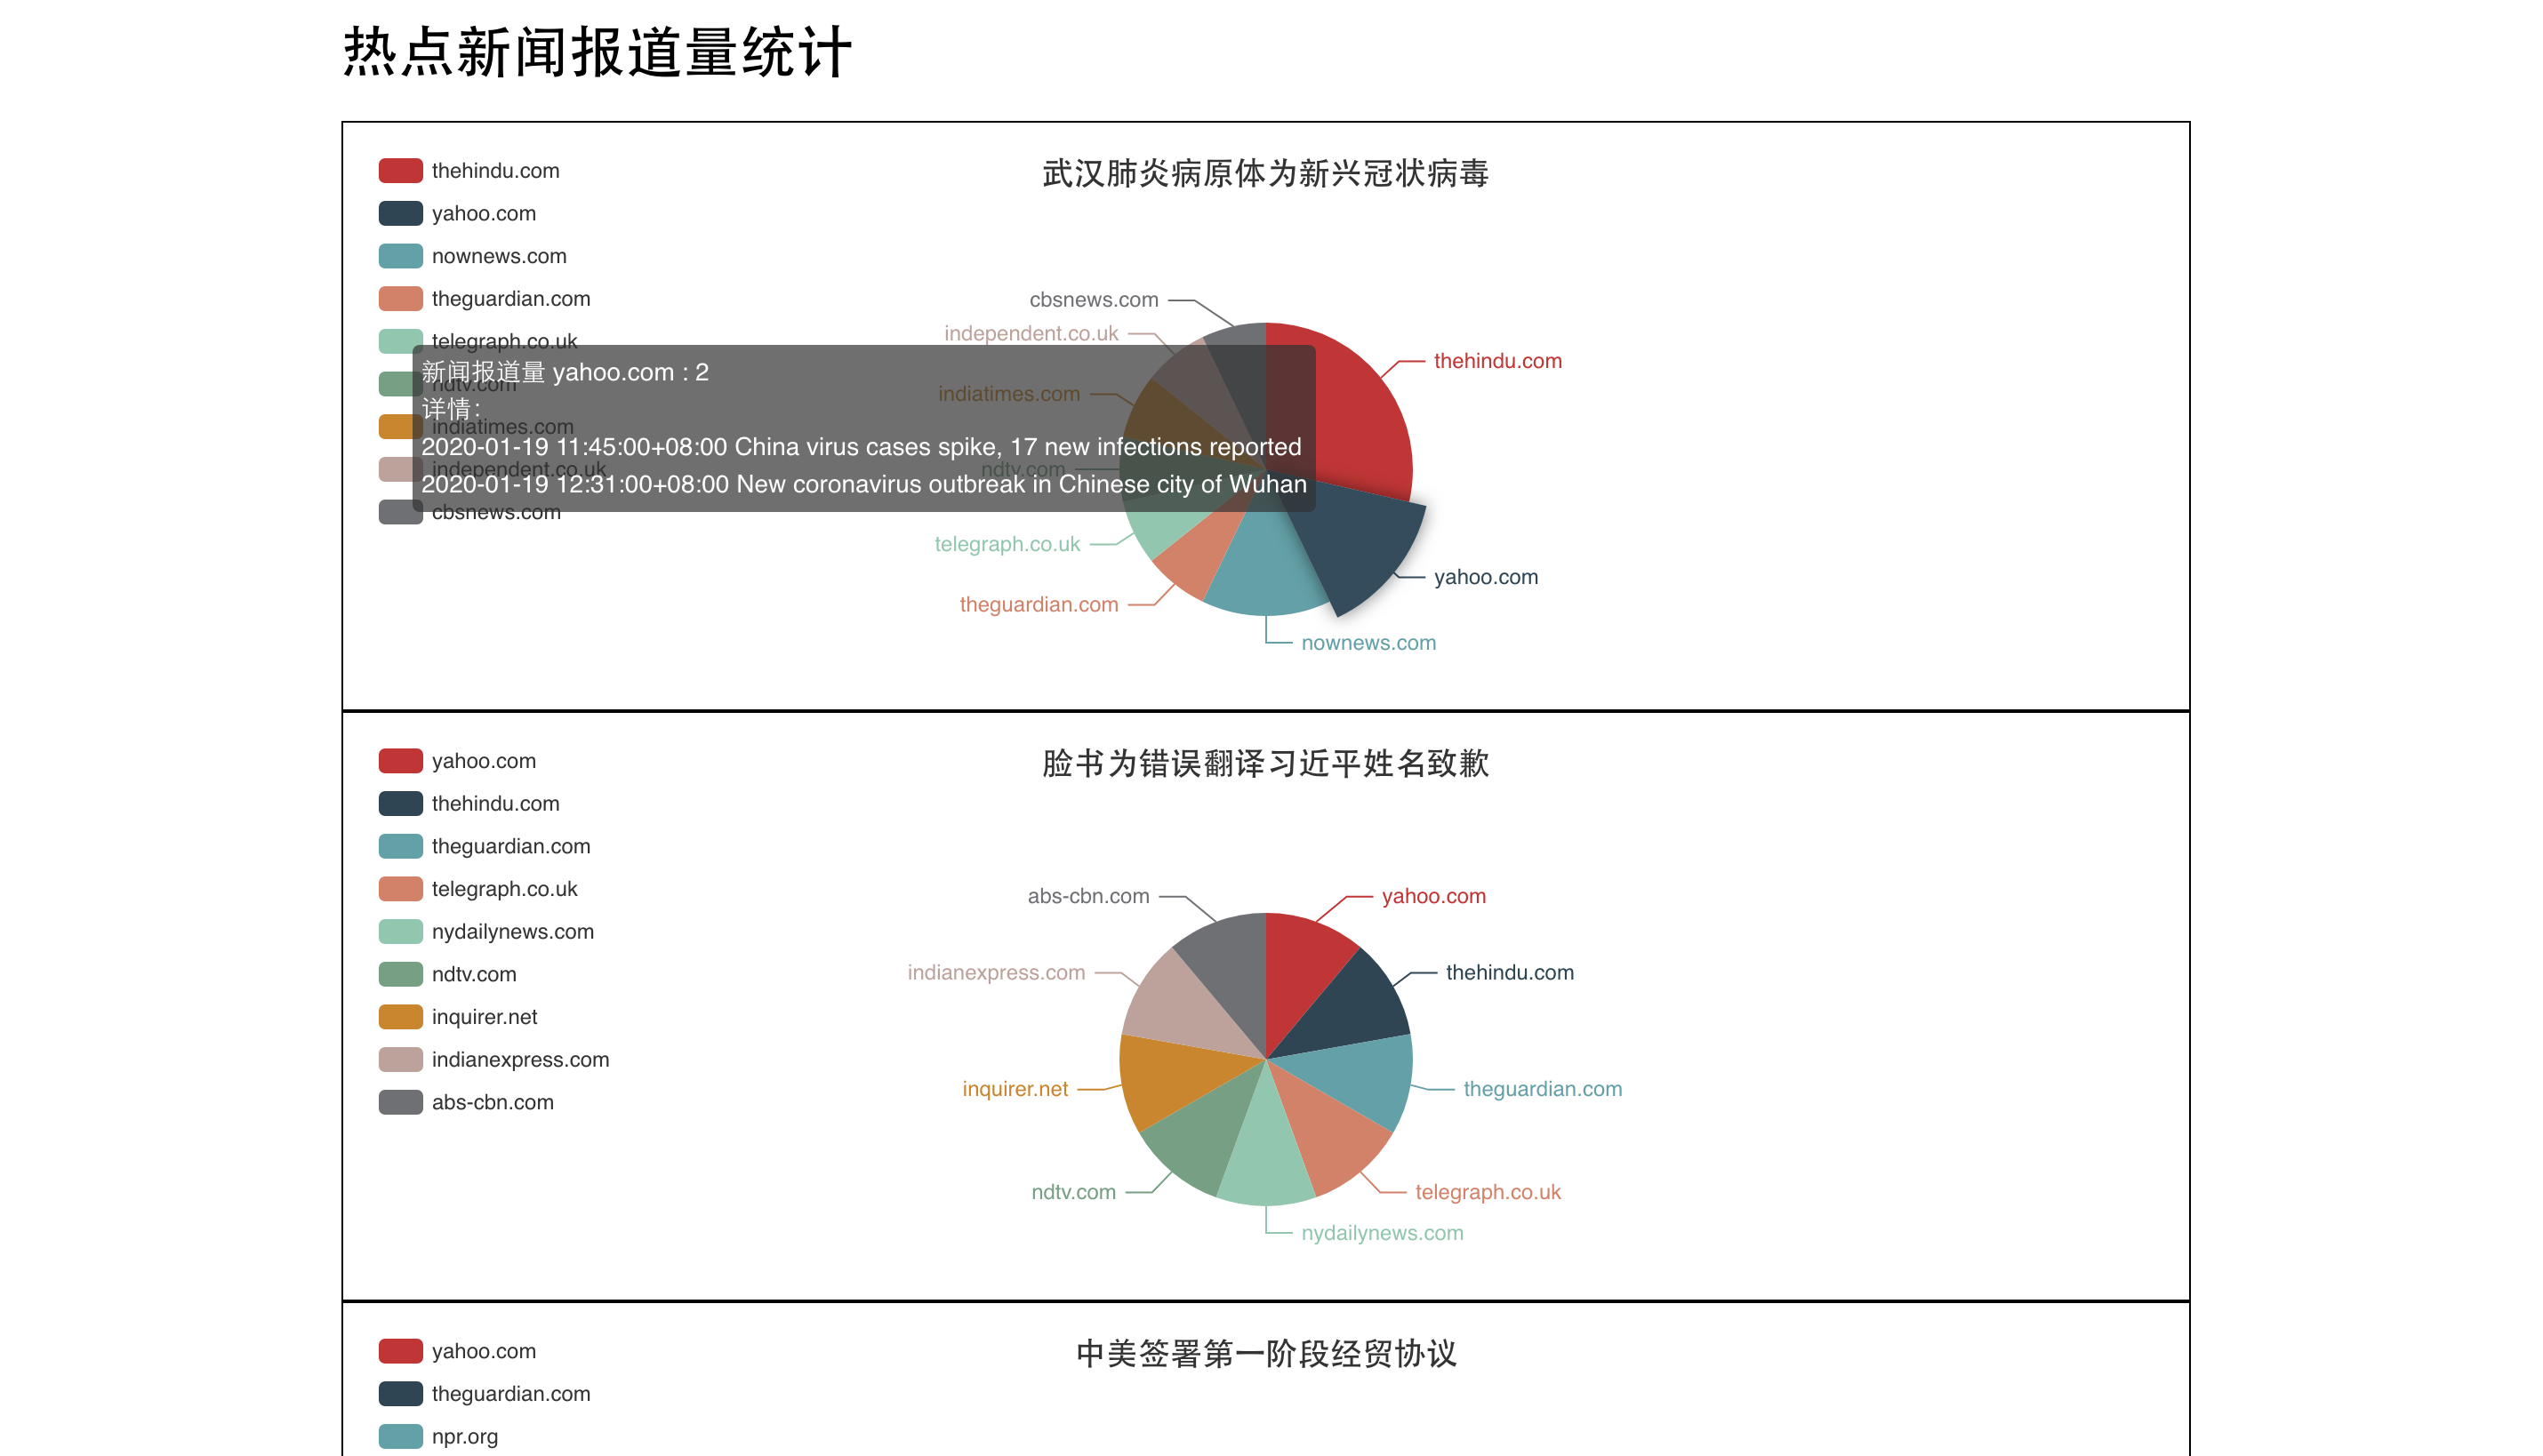 热点新闻报道量统计
武汉肺炎病原体为新兴冠状病毒
thehindu.com
yahoo.com
nownews.com
theguardian.com
telegraph.co.uk
ndtv.com
indiatimes.com
independent.co.uk
cbsnews.com
新闻报道量 yahoo.com : 2
详情:
2020-01-19 11:45:00+08:00 China virus cases spike, 17 new infections reported
2020-01-19 12:31:00+08:00 New coronavirus outbreak in Chinese city of Wuhan
cbsnews.com
independent.co.uk
indiatimes.com
ndtv.com
telegraph.co.uk
theguardian.com
thehindu.com
yahoo.com
nownews.com
脸书为错误翻译习近平姓名致歉
yahoo.com
thehindu.com
theguardian.com
telegraph.co.uk
nydailynews.com
ndtv.com
inquirer.net
indianexpress.com
abs-cbn.com
abs-cbn.com
indianexpress.com
inquirer.net
ndtv.com
yahoo.com
thehindu.com
theguardian.com
telegraph.co.uk
nydailynews.com
中美签署第一阶段经贸协议
yahoo.com
theguardian.com
npr.org